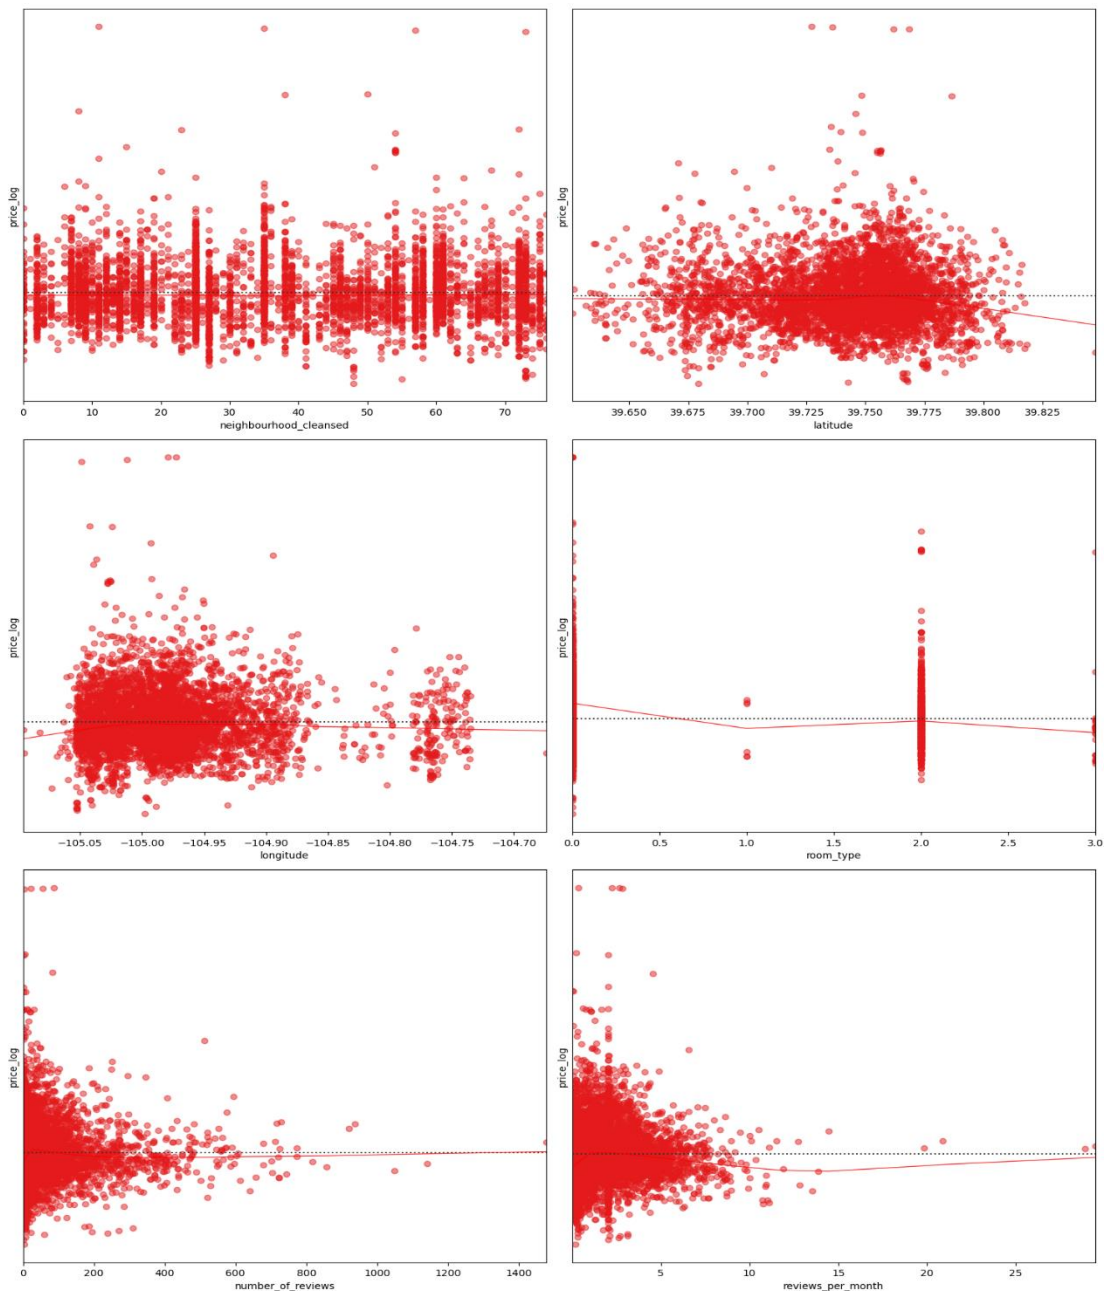 price_log
0 10 20 30 40 50 60 70
neighbourhood_cleansed
price_log
39.650 39.675 39.700 39.725 39.750 39.775 39.800 39.825
latitude
price_log
−105.05 −105.00 −104.95 −104.90 −104.85 −104.80 −104.75 −104.70
longitude
price_log
0.0 0.5 1.0 1.5 2.0 2.5 3.0
room_type
price_log
0 200 400 600 800 1000 1200 1400
number_of_reviews
price_log
5 10 15 20 25
reviews_per_month